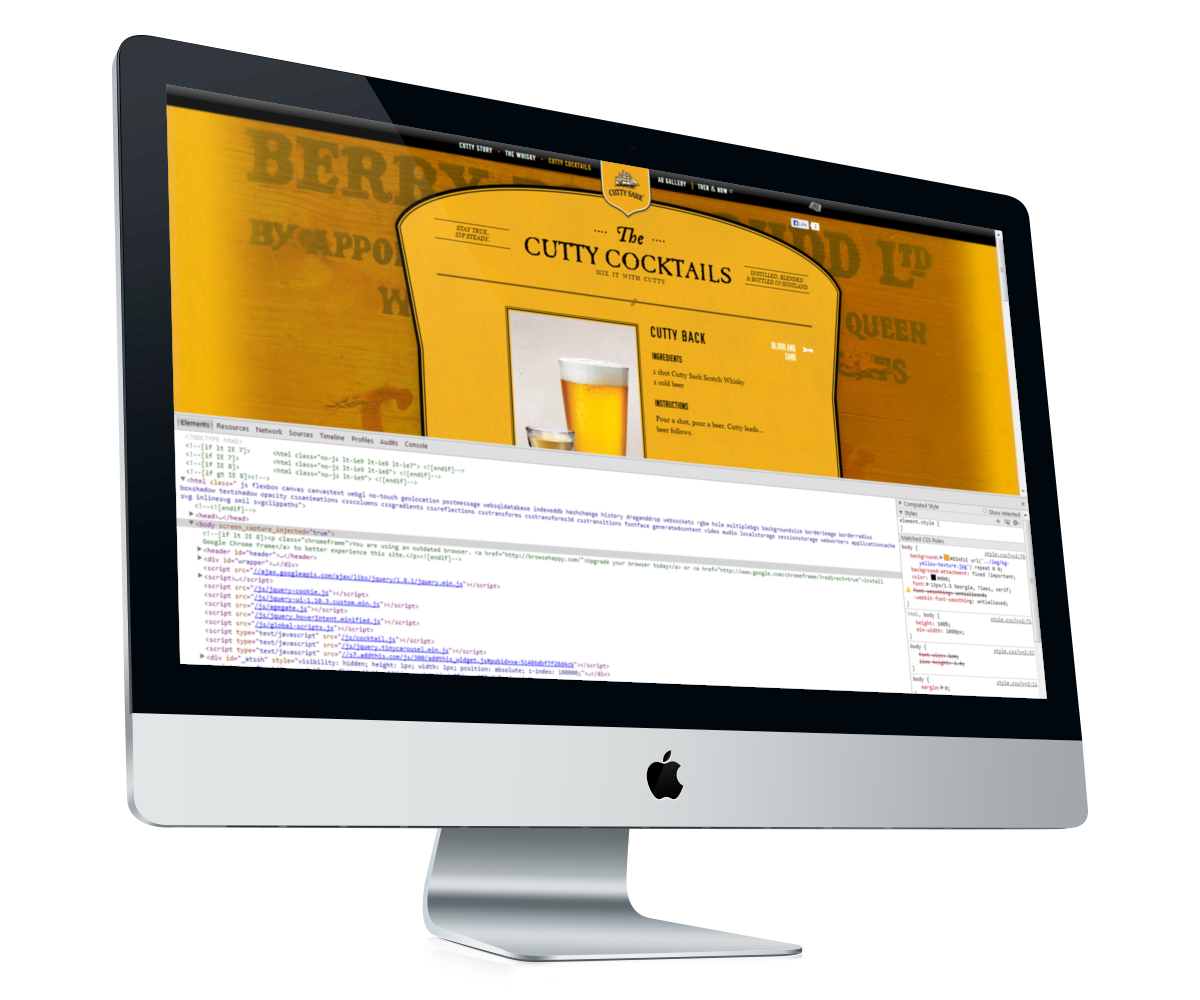 CUTTY STORY - THE WHISKY - CUTTY COCKTAILS
CUTTY SARK
AD GALLERY | THEN & NOW
BERRY
RUDD LTD
BY APPO
QUEEN
W
Like
STAY TRUE,
SIP STEADY.
The
CUTTY COCKTAILS
MIX IT WITH CUTTY
DISTILLED, BLENDED
& BOTTLED IN SCOTLAND
CUTTY BACK
BLOOD AND
SAND
INGREDIENTS
1 shot Cutty Sark Scotch Whisky
1 cold beer
INSTRUCTIONS
Pour a shot, pour a beer. Cutty leads...
beer follows.
Elements Resources Network Sources Timeline Profiles Audits Console
<!DOCTYPE html>
<!--[if lt IE 7]> <html class="no-js lt-ie9 lt-ie8 lt-ie7"> <![endif]-->
<!--[if IE 7]> <html class="no-js lt-ie9 lt-ie8"> <![endif]-->
<!--[if IE 8]> <html class="no-js lt-ie9"> <![endif]-->
<!--[if gt IE 8]><!-->
<html class=" js flexbox canvas canvastext webgl no-touch geolocation postmessage websqldatabase indexeddb hashchange history draganddrop websockets rgba hsla multiplebgs backgroundsize borderimage borderradius
boxshadow textshadow opacity cssanimations csscolumns cssgradients cssreflections csstransforms csstransforms3d csstransitions fontface generatedcontent video audio localstorage sessionstorage webworkers applicationcache
svg inlinesvg smil svgclippaths">
<!--<![endif]-->
<head>…</head>
<body screen_capture_injected="true">
<!--[if lt IE 8]><p class="chromeframe">You are using an outdated browser. <a href="http://browsehappy.com/">Upgrade your browser today</a> or <a href="http://www.google.com/chromeframe/?redirect=true">install
Google Chrome Frame</a> to better experience this site.</p><![endif]-->
<header id="header">…</header>
<div id="wrapper">…</div>
<script src="//ajax.googleapis.com/ajax/libs/jquery/1.8.1/jquery.min.js"></script>
<script>…</script>
<script src="/js/jquery-cookie.js"></script>
<script src="/js/jquery-ui-1.10.3.custom.min.js"></script>
<script src="/js/agegate.js"></script>
<script src="/js/jquery.hoverIntent.minified.js"></script>
<script src="/js/global-scripts.js"></script>
<script type="text/javascript" src="/js/cocktail.js"></script>
<script type="text/javascript" src="/js/jquery.tinycarousel.min.js"></script>
<script type="text/javascript" src="//s7.addthis.com/js/300/addthis_widget.js#pubid=xa-51486dbf7f28d4cb"></script>
<div id="_atssh" style="visibility: hidden; height: 1px; width: 1px; position: absolute; z-index: 100000;">…</div>
Computed Style Show inherited
Styles
element.style {
}
Matched CSS Rules
body {
background: url('../img/bg-
yellow-texture.jpg') repeat 0 0;
background-attachment: fixed !important;
color: #000;
font: 13px/1.5 Georgia, Times, serif;
font-smoothing: antialiased;
-webkit-font-smoothing: antialiased;
}
html, body {
height: 100%;
min-width: 1080px;
}
body {
font-size: 1em;
line-height: 1.4;
}
body {
margin: 0;